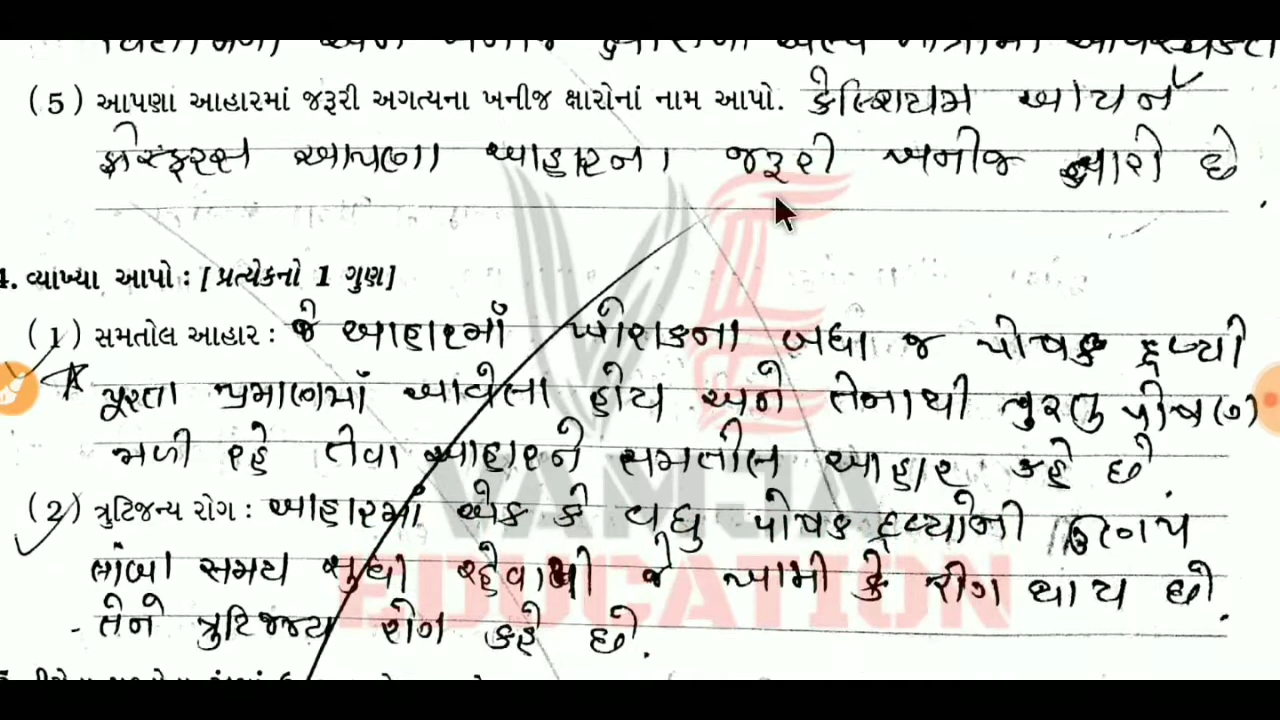 (5) આપણા આહારમાં જરૂરી અગત્યના ખનીજ ક્ષારોનાં નામ આપો. કેલ્શિયમ આયર્ન
ફોસ્ફરસ આપણા આહારના જરૂરી ખનીજ ક્ષારો છે
4. વ્યાખ્યા આપો : [પ્રત્યેકનો 1 ગુણ]
(1) સમતોલ આહાર : જે આહારમાં ખોરાકના બધા જ પોષક દ્રવ્યો
પૂરતા પ્રમાણમાં આવેલા હોય અને તેનાથી પુરતુ પોષણ
મળી રહે તેવા આહારને સમતોલ આહાર કહે છે.
(2) ત્રુટિજન્ય રોગ : આહારમાં એક કે વધુ પોષક દ્રવ્યોની ઊણપ
લાંબા સમય સુધી રહેવાથી જે ખામી કે રોગ થાય છે.
તેને ત્રુટિજન્ય રોગ કહે છે.
VANJA
EDUCATION